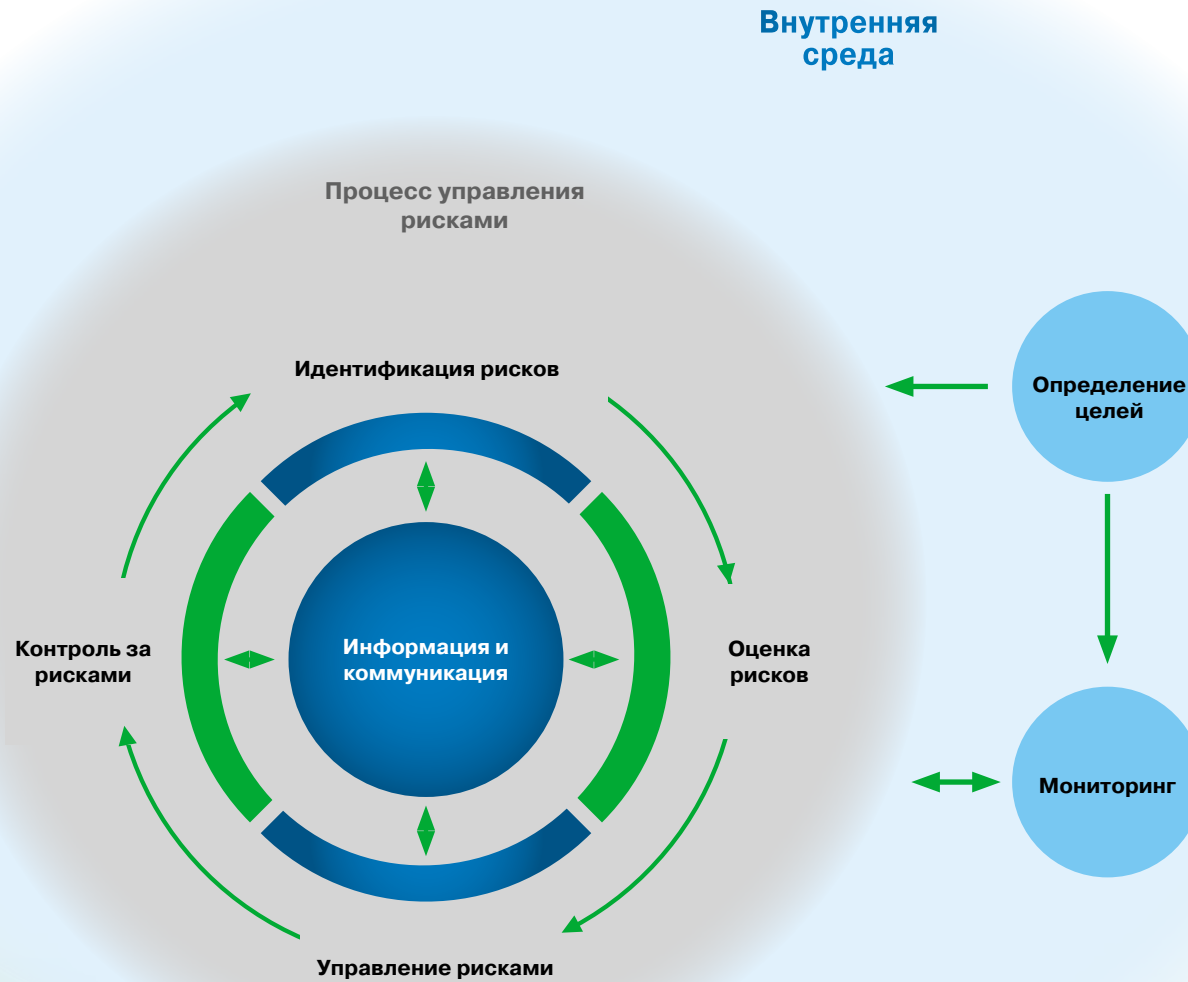 Внутренняя
среда
Процесс управления
рисками
Идентификация рисков
Определение
целей
Контроль за
рисками
Информация и
коммуникация
Оценка
рисков
Мониторинг
Управление рисками